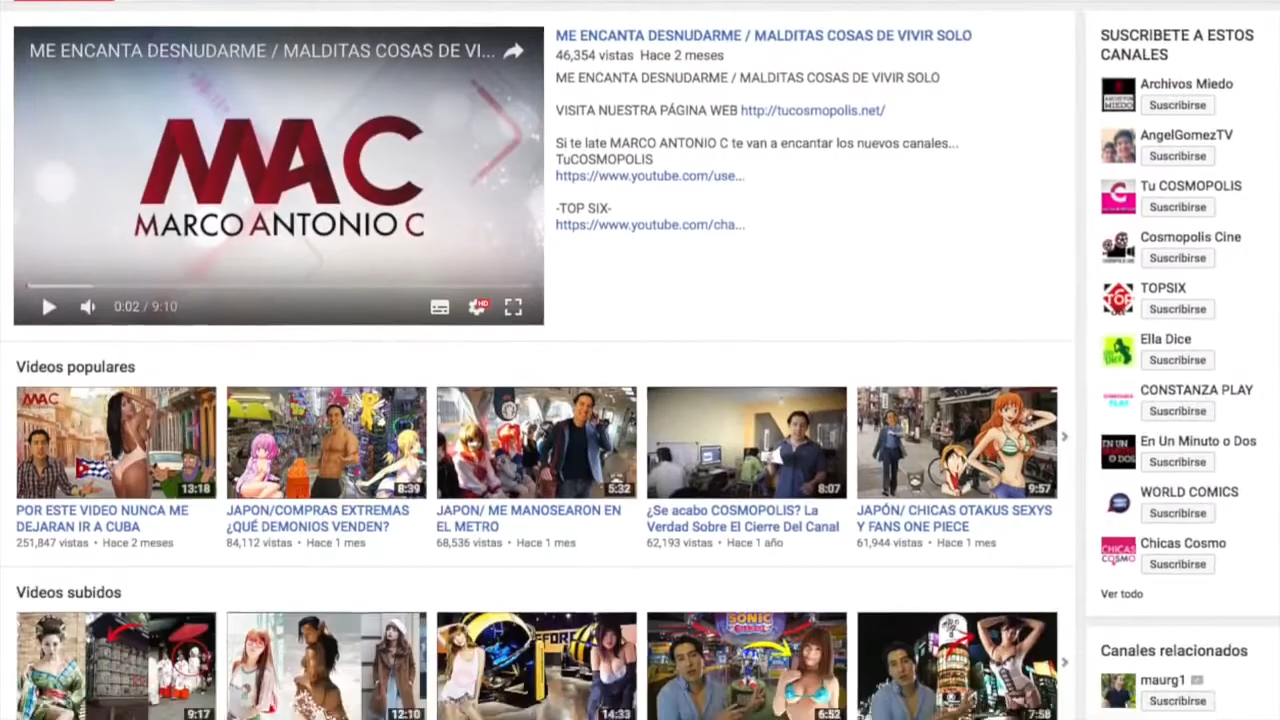 ME ENCANTA DESNUDARME / MALDITAS COSAS DE VI...
MAC
MARCO ANTONIO C
0:02 / 9:10
HD
ME ENCANTA DESNUDARME / MALDITAS COSAS DE VIVIR SOLO
46,354 vistas Hace 2 meses
ME ENCANTA DESNUDARME / MALDITAS COSAS DE VIVIR SOLO
VISITA NUESTRA PÁGINA WEB http://tucosmopolis.net/
Si te late MARCO ANTONIO C te van a encantar los nuevos canales...
TuCOSMOPOLIS
https://www.youtube.com/use...
-TOP SIX-
https://www.youtube.com/cha...
Videos populares
MAC
13:18
8:39
5:32
8:07
9:57
POR ESTE VIDEO NUNCA ME
DEJARAN IR A CUBA
251,847 vistas • Hace 2 meses
JAPON/COMPRAS EXTREMAS
¿QUÉ DEMONIOS VENDEN?
84,112 vistas • Hace 1 mes
JAPON/ ME MANOSEARON EN
EL METRO
68,536 vistas • Hace 1 mes
¿Se acabo COSMOPOLIS? La
Verdad Sobre El Cierre Del Canal
62,193 vistas • Hace 1 año
JAPÓN/ CHICAS OTAKUS SEXYS
Y FANS ONE PIECE
61,944 vistas • Hace 1 mes
Videos subidos
SONIC
9:17
12:10
14:33
6:52
7:58
SUSCRIBETE A ESTOS
CANALES
Archivos Miedo
Suscribirse
AngelGomezTV
Suscribirse
Tu COSMOPOLIS
Suscribirse
Cosmopolis Cine
Suscribirse
TOPSIX
Suscribirse
Ella Dice
Suscribirse
CONSTANZA PLAY
Suscribirse
En Un Minuto o Dos
Suscribirse
WORLD COMICS
Suscribirse
Chicas Cosmo
Suscribirse
Ver todo
Canales relacionados
maurg1
Suscribirse